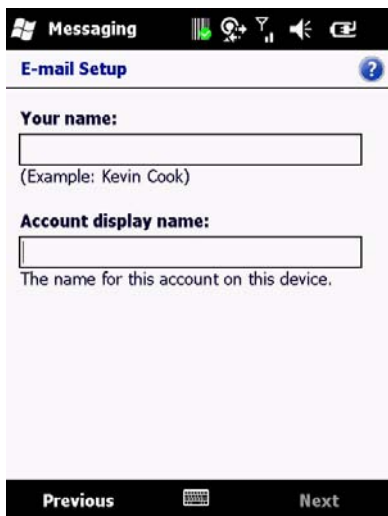 Messaging
E-mail Setup
?
Your name:
(Example: Kevin Cook)
Account display name:
The name for this account on this device.
Previous
Next